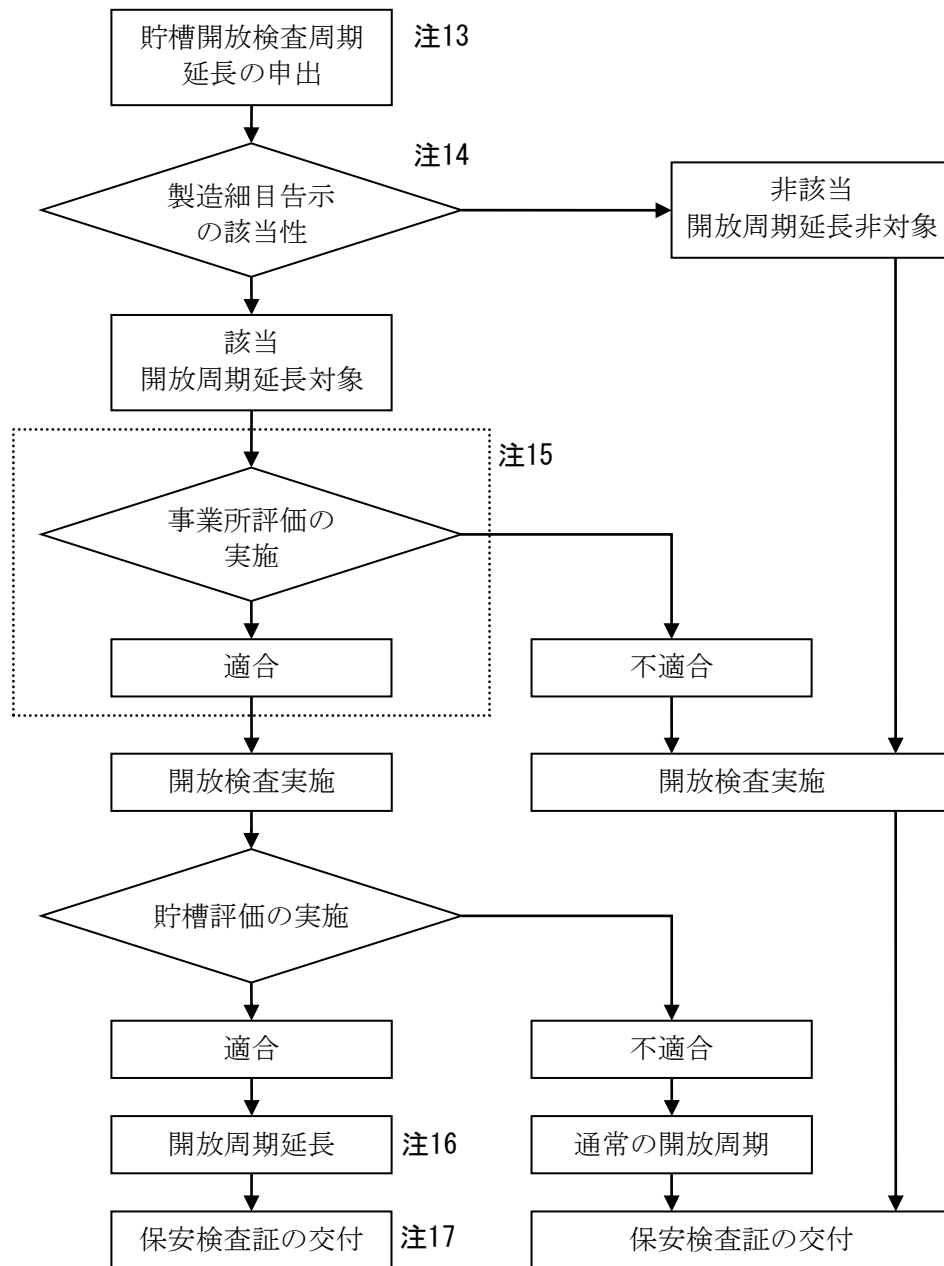 貯槽開放検査周期
延長の申出
注13
注14
製造細目告示
の該当性
非該当
開放周期延長非対象
該当
開放周期延長対象
注15
事業所評価の
実施
適合
不適合
開放検査実施
開放検査実施
貯槽評価の実施
適合
不適合
開放周期延長
注16
通常の開放周期
保安検査証の交付
注17
保安検査証の交付